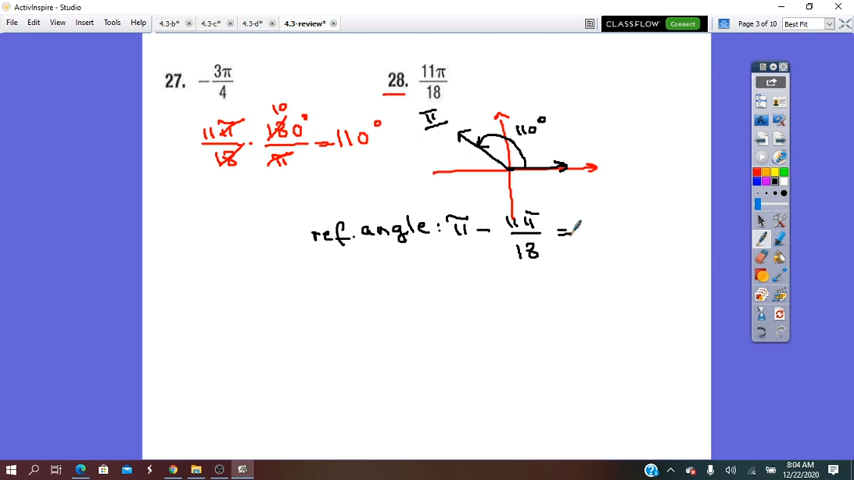 ActivInspire - Studio
File Edit View Insert Tools Help 4.3-b* 4.3-c* 4.3-d* 4.3-review* CLASSFLOW Connect Page 3 of 10 Best Fit
27. -3π/4 28. 11π/18
11π/18 · 180°/π = 110°
10
II 110°
ref. angle: π - 11π/18 =
8:04 AM
12/22/2020